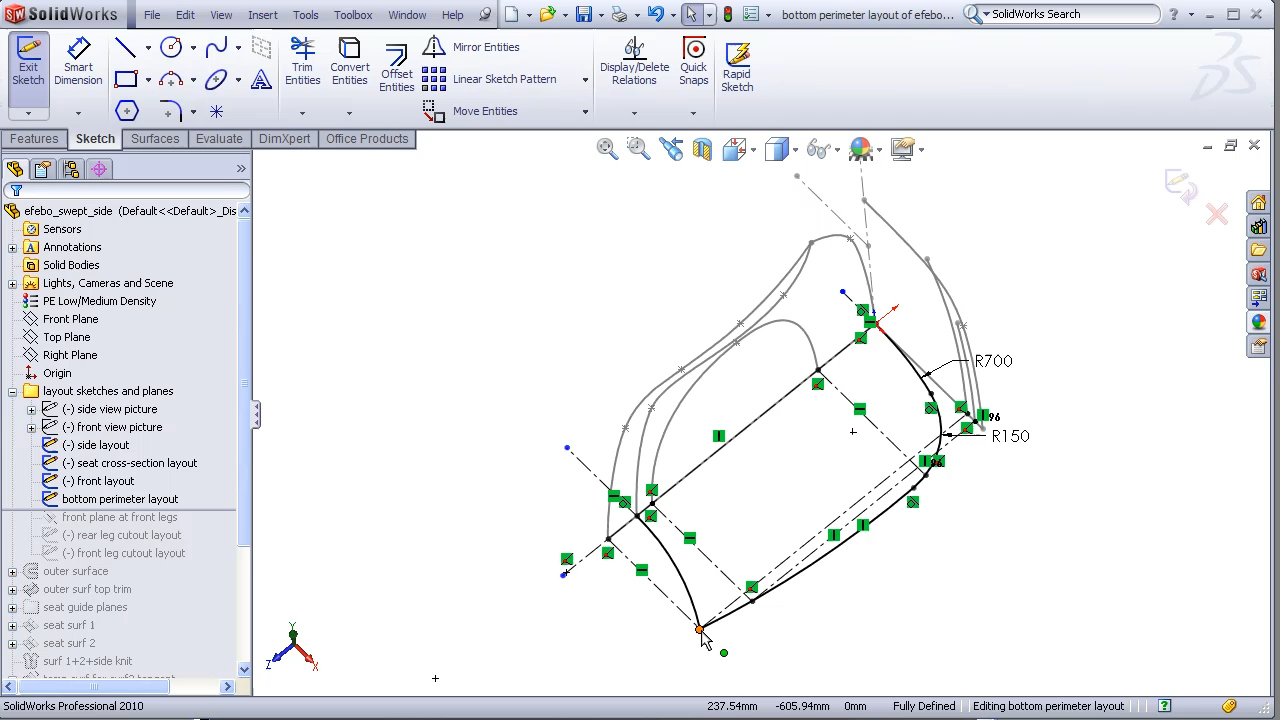 SolidWorks File Edit View Insert Tools Toolbox Window Help bottom perimeter layout of efebo... SolidWorks Search
Exit Sketch
Smart Dimension
Trim Entities
Convert Entities
Offset Entities
Mirror Entities
Linear Sketch Pattern
Move Entities
Display/Delete Relations
Quick Snaps
Rapid Sketch
Features Sketch Surfaces Evaluate DimXpert Office Products
efebo_swept_side (Default<<Default>_Dis
Sensors
Annotations
Solid Bodies
Lights, Cameras and Scene
PE Low/Medium Density
Front Plane
Top Plane
Right Plane
Origin
layout sketches and planes
(-) side view picture
(-) front view picture
(-) side layout
(-) seat cross-section layout
(-) front layout
bottom perimeter layout
front plane at front legs
(-) rear leg cutout layout
(-) front leg cutout layout
outer surface
outer surf top trim
seat guide planes
seat surf 1
seat surf 2
surf 1+2+side knit
R700
96
R150
96
Y
Z
X
SolidWorks Professional 2010 237.54mm -605.94mm 0mm Fully Defined Editing bottom perimeter layout